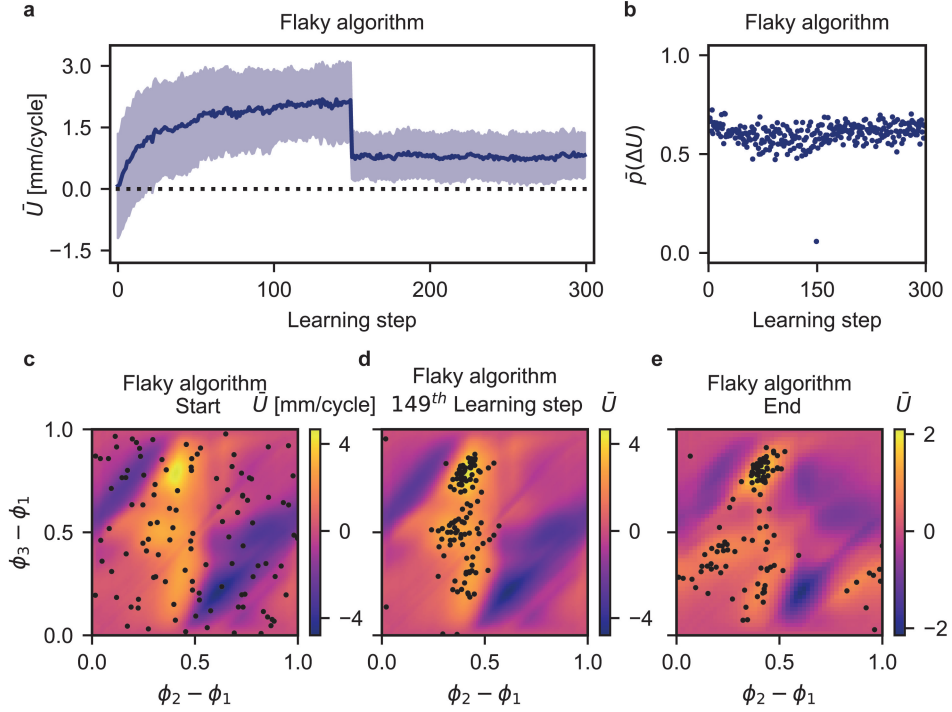 a
Flaky algorithm
3.0
1.5
0.0
−1.5
Ū [mm/cycle]
0
100
200
300
Learning step
b
Flaky algorithm
1.0
0.5
0.0
p̄(ΔU)
0
150
300
Learning step
c
Flaky algorithm
Start
Ū [mm/cycle]
1.0
0.5
0.0
ϕ₃ − ϕ₁
0.0
0.5
1.0
ϕ₂ − ϕ₁
4
0
−4
d
Flaky algorithm
149ᵗʰ Learning step
Ū
0.0
0.5
1.0
ϕ₂ − ϕ₁
4
0
−4
e
Flaky algorithm
End
Ū
0.0
0.5
1.0
ϕ₂ − ϕ₁
2
0
−2